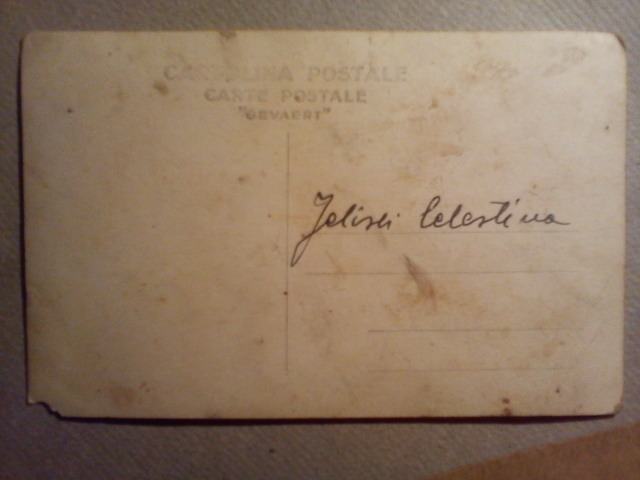 CARTOLINA POSTALE
CARTE POSTALE
"GEVAERT"
Jelisei Celestina